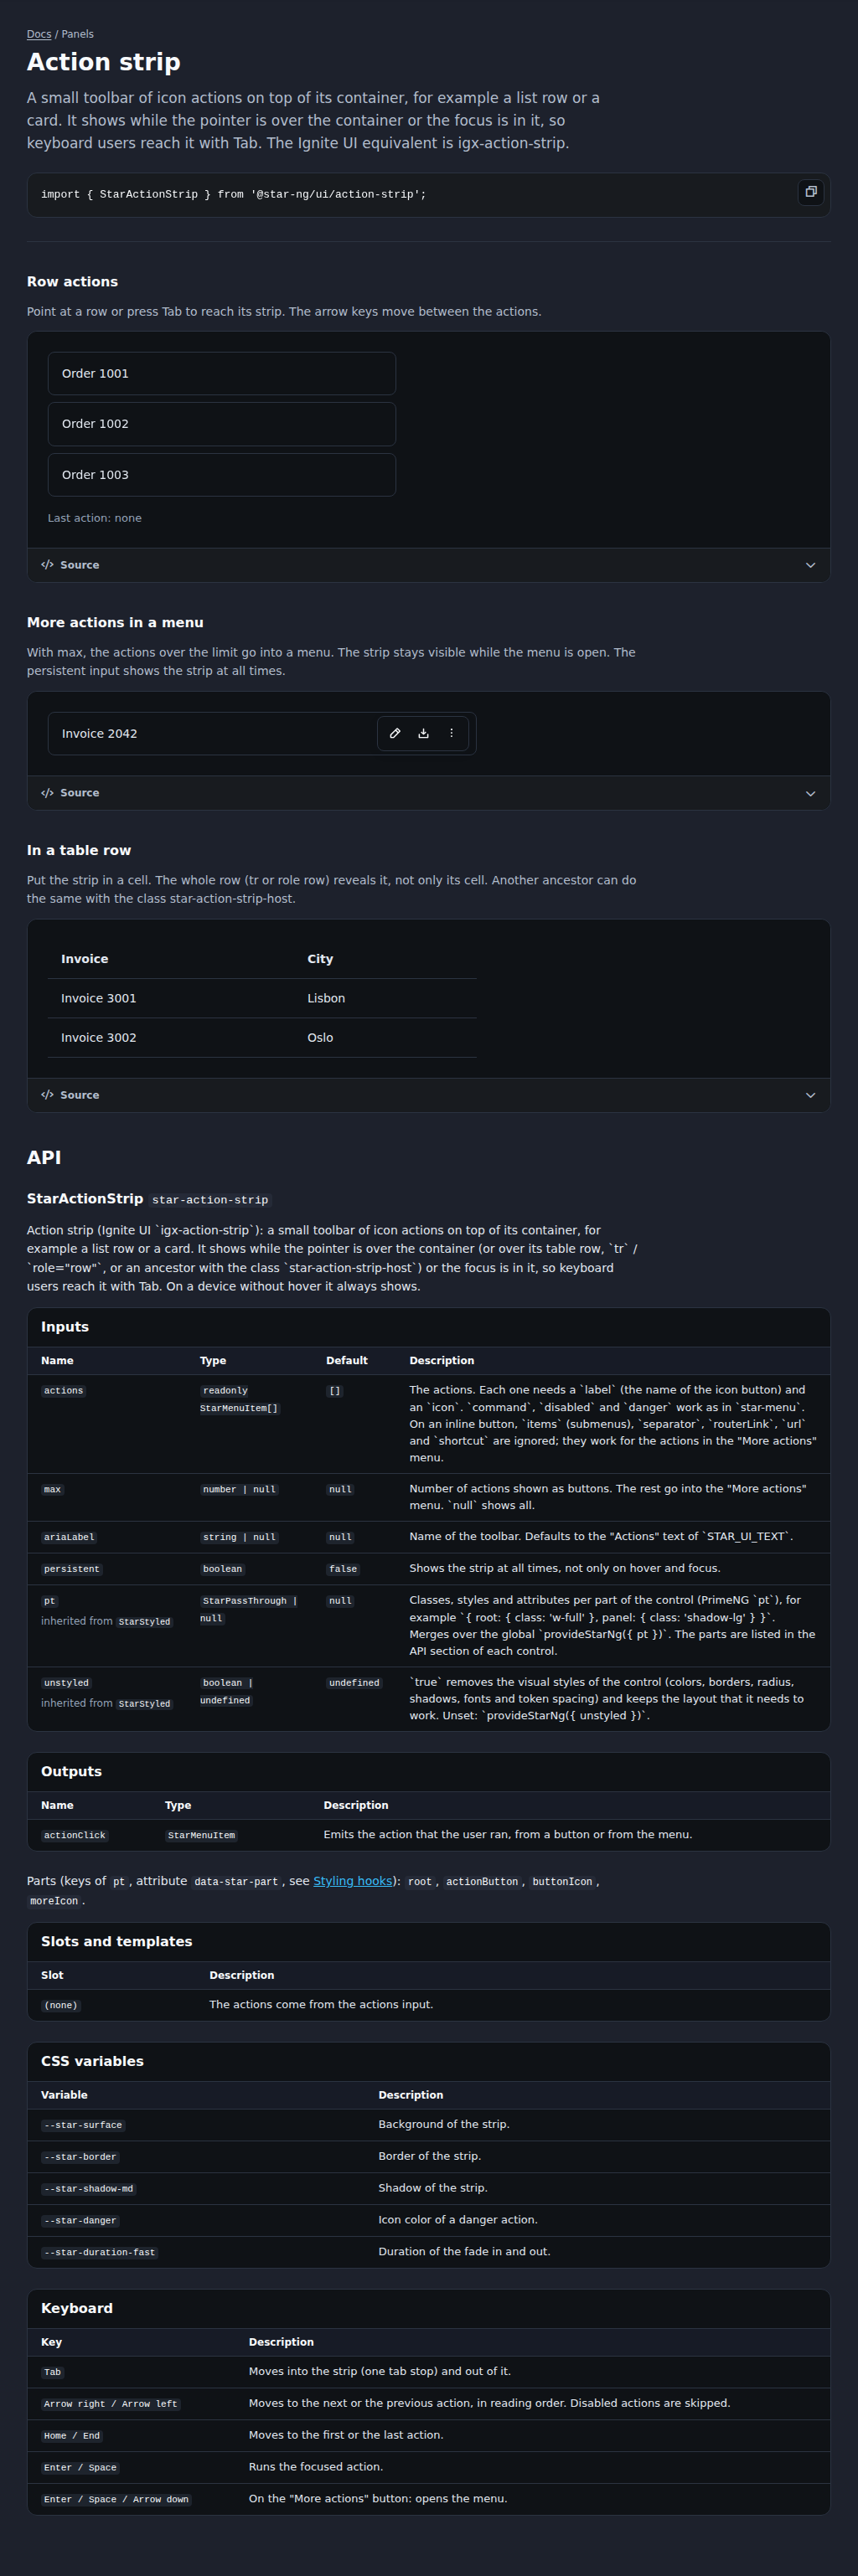 Docs / Panels
Action strip
A small toolbar of icon actions on top of its container, for example a list row or a
card. It shows while the pointer is over the container or the focus is in it, so
keyboard users reach it with Tab. The Ignite UI equivalent is igx-action-strip.
import { StarActionStrip } from '@star-ng/ui/action-strip';
Row actions
Point at a row or press Tab to reach its strip. The arrow keys move between the actions.
Order 1001
Order 1002
Order 1003
Last action: none
Source
More actions in a menu
With max, the actions over the limit go into a menu. The strip stays visible while the menu is open. The
persistent input shows the strip at all times.
Invoice 2042
Source
In a table row
Put the strip in a cell. The whole row (tr or role row) reveals it, not only its cell. Another ancestor can do
the same with the class star-action-strip-host.
Invoice City
Invoice 3001 Lisbon
Invoice 3002 Oslo
Source
API
StarActionStrip star-action-strip
Action strip (Ignite UI `igx-action-strip`): a small toolbar of icon actions on top of its container, for
example a list row or a card. It shows while the pointer is over the container (or over its table row, `tr` /
`role="row"`, or an ancestor with the class `star-action-strip-host`) or the focus is in it, so keyboard
users reach it with Tab. On a device without hover it always shows.
Inputs
Name Type Default Description
actions readonly StarMenuItem[] [] The actions. Each one needs a `label` (the name of the icon button) and
an `icon`. `command`, `disabled` and `danger` work as in `star-menu`.
On an inline button, `items` (submenus), `separator`, `routerLink`, `url`
and `shortcut` are ignored; they work for the actions in the "More actions"
menu.
max number | null null Number of actions shown as buttons. The rest go into the "More actions"
menu. `null` shows all.
ariaLabel string | null null Name of the toolbar. Defaults to the "Actions" text of `STAR_UI_TEXT`.
persistent boolean false Shows the strip at all times, not only on hover and focus.
pt inherited from StarStyled StarPassThrough | null null Classes, styles and attributes per part of the control (PrimeNG `pt`), for
example `{ root: { class: 'w-full' }, panel: { class: 'shadow-lg' } }`.
Merges over the global `provideStarNg({ pt })`. The parts are listed in the
API section of each control.
unstyled inherited from StarStyled boolean | undefined undefined `true` removes the visual styles of the control (colors, borders, radius,
shadows, fonts and token spacing) and keeps the layout that it needs to
work. Unset: `provideStarNg({ unstyled })`.
Outputs
Name Type Description
actionClick StarMenuItem Emits the action that the user ran, from a button or from the menu.
Parts (keys of pt, attribute data-star-part, see Styling hooks): root, actionButton, buttonIcon,
moreIcon.
Slots and templates
Slot Description
(none) The actions come from the actions input.
CSS variables
Variable Description
--star-surface Background of the strip.
--star-border Border of the strip.
--star-shadow-md Shadow of the strip.
--star-danger Icon color of a danger action.
--star-duration-fast Duration of the fade in and out.
Keyboard
Key Description
Tab Moves into the strip (one tab stop) and out of it.
Arrow right / Arrow left Moves to the next or the previous action, in reading order. Disabled actions are skipped.
Home / End Moves to the first or the last action.
Enter / Space Runs the focused action.
Enter / Space / Arrow down On the "More actions" button: opens the menu.